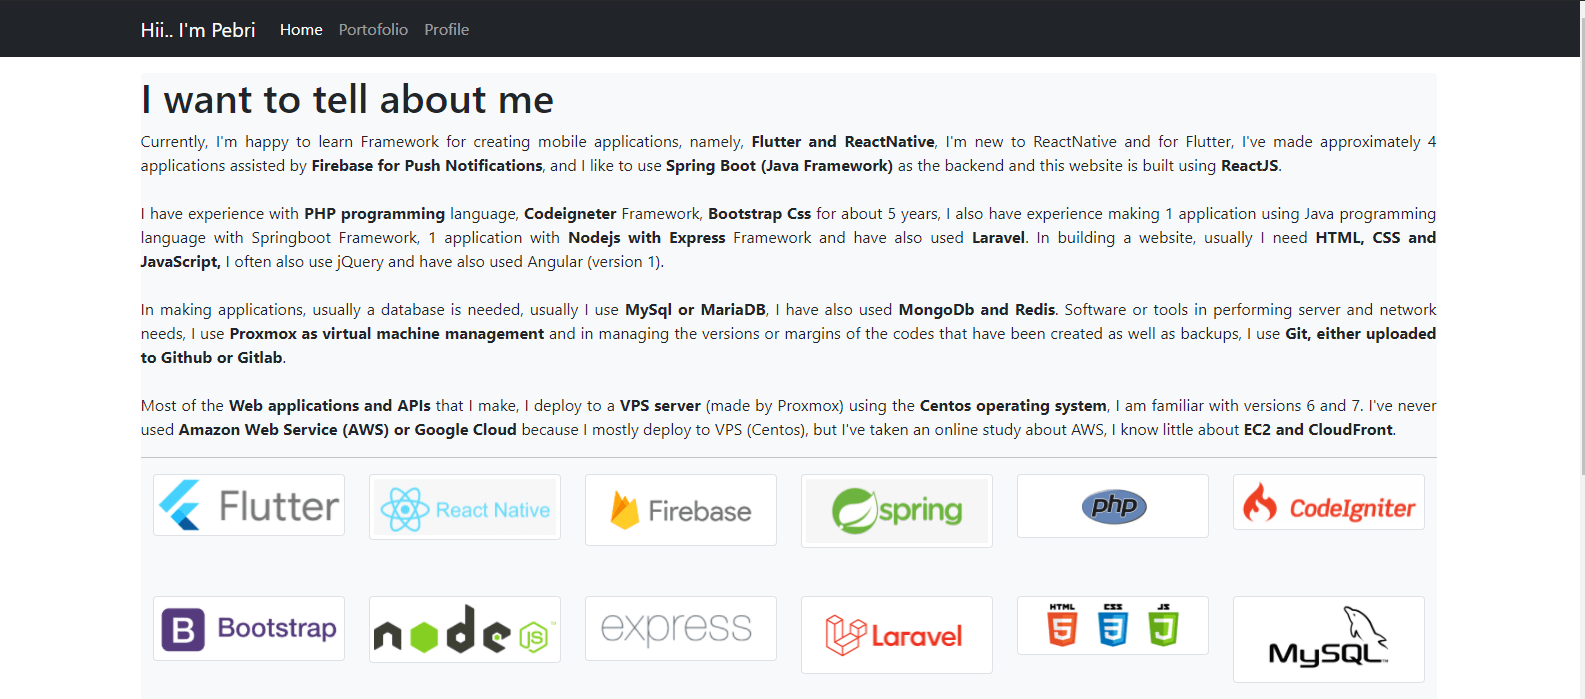 Hii.. I'm Pebri Home Portofolio Profile
I want to tell about me
Currently, I'm happy to learn Framework for creating mobile applications, namely, Flutter and ReactNative, I'm new to ReactNative and for Flutter, I've made approximately 4
applications assisted by Firebase for Push Notifications, and I like to use Spring Boot (Java Framework) as the backend and this website is built using ReactJS.
I have experience with PHP programming language, Codeigneter Framework, Bootstrap Css for about 5 years, I also have experience making 1 application using Java programming
language with Springboot Framework, 1 application with Nodejs with Express Framework and have also used Laravel. In building a website, usually I need HTML, CSS and
JavaScript, I often also use jQuery and have also used Angular (version 1).
In making applications, usually a database is needed, usually I use MySql or MariaDB, I have also used MongoDb and Redis. Software or tools in performing server and network
needs, I use Proxmox as virtual machine management and in managing the versions or margins of the codes that have been created as well as backups, I use Git, either uploaded
to Github or Gitlab.
Most of the Web applications and APIs that I make, I deploy to a VPS server (made by Proxmox) using the Centos operating system, I am familiar with versions 6 and 7. I've never
used Amazon Web Service (AWS) or Google Cloud because I mostly deploy to VPS (Centos), but I've taken an online study about AWS, I know little about EC2 and CloudFront.
Flutter React Native Firebase spring php CodeIgniter
B Bootstrap node JS express Laravel HTML 5 CSS 3 JS MySQL